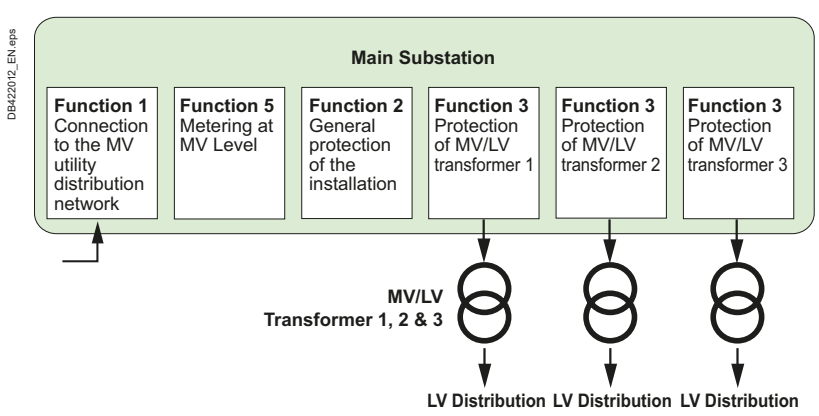 DB422012_EN.eps
Main Substation
Function 1
Connection
to the MV
utility
distribution
network
Function 5
Metering at
MV Level
Function 2
General
protection
of the
installation
Function 3
Protection
of MV/LV
transformer 1
Function 3
Protection
of MV/LV
transformer 2
Function 3
Protection
of MV/LV
transformer 3
MV/LV
Transformer 1, 2 & 3
LV Distribution LV Distribution LV Distribution